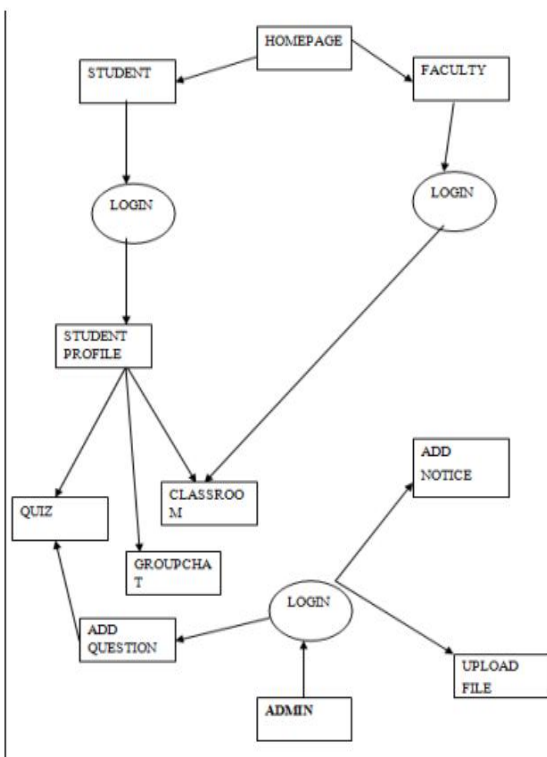 HOMEPAGE
STUDENT
FACULTY
LOGIN
LOGIN
STUDENT
PROFILE
ADD
NOTICE
CLASSROO
M
QUIZ
GROUPCHA
T
LOGIN
ADD
QUESTION
UPLOAD
FILE
ADMIN